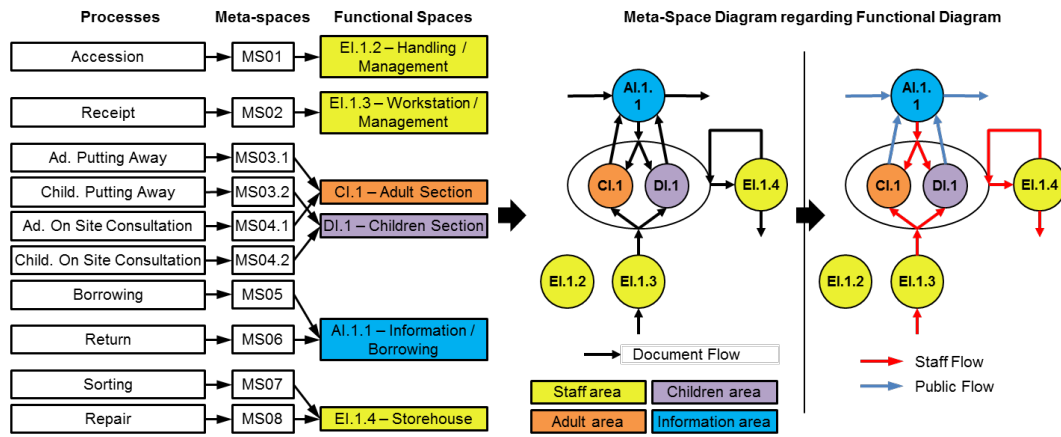 Processes
Meta-spaces
Functional Spaces
Meta-Space Diagram regarding Functional Diagram
Accession
MS01
EI.1.2 – Handling /
Management
Receipt
MS02
EI.1.3 – Workstation /
Management
Ad. Putting Away
MS03.1
Child. Putting Away
MS03.2
CI.1 – Adult Section
Ad. On Site Consultation
MS04.1
DI.1 – Children Section
Child. On Site Consultation
MS04.2
Borrowing
MS05
Return
MS06
AI.1.1 – Information /
Borrowing
Sorting
MS07
Repair
MS08
EI.1.4 – Storehouse
AI.1.
1
CI.1
DI.1
EI.1.4
EI.1.2
EI.1.3
Document Flow
Staff area
Children area
Adult area
Information area
AI.1.
1
CI.1
DI.1
EI.1.4
EI.1.2
EI.1.3
Staff Flow
Public Flow